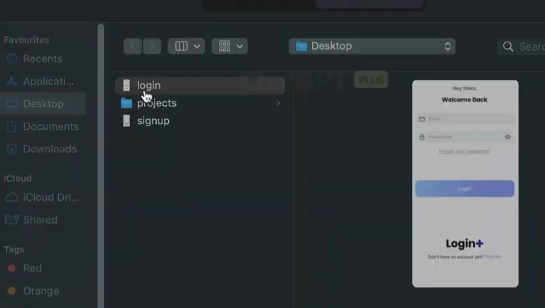 Favourites
Recents
Applicati...
Desktop
Documents
Downloads
iCloud
iCloud Dri...
Shared
Tags
Red
Orange
Desktop
Sear
PLUS
login
projects
signup
Hey there,
Welcome Back
Email
Password
Forgot your password?
Login
Login+
Don't have an account yet? Register